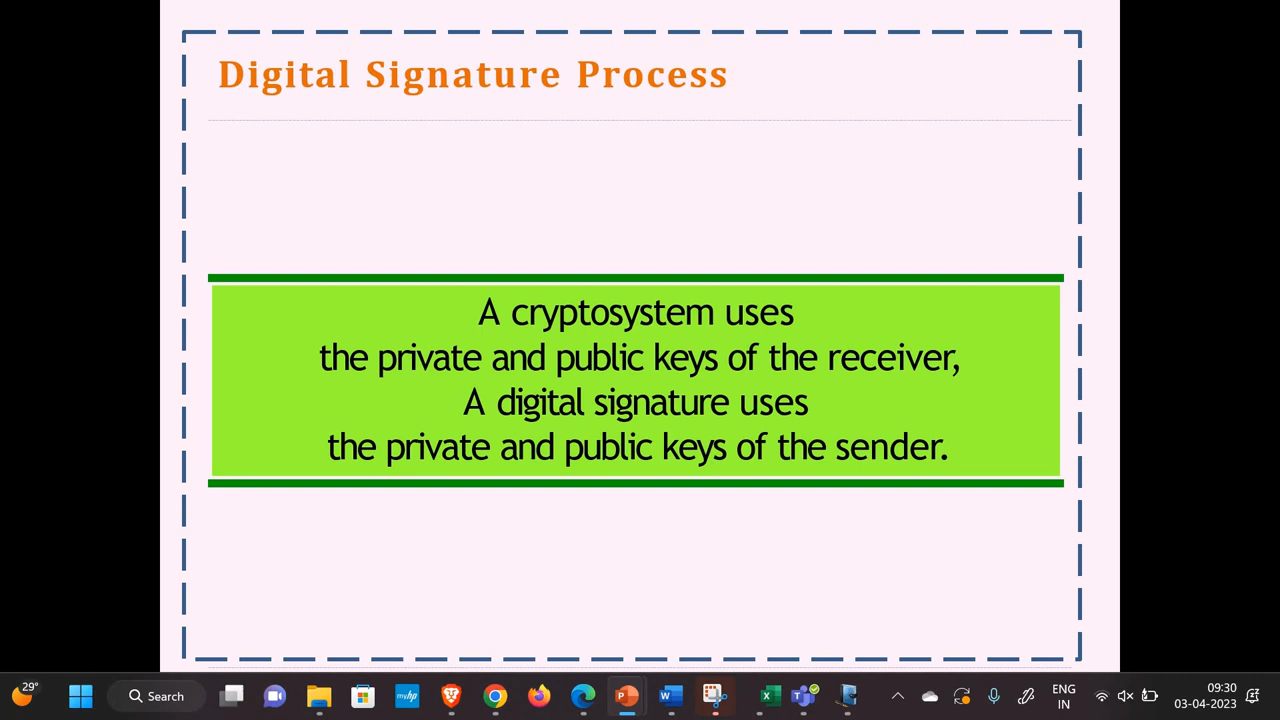 Digital Signature Process
A cryptosystem uses
the private and public keys of the receiver,
A digital signature uses
the private and public keys of the sender.
29°
Search
myhp
ENG
IN
09:30
03-04-2023